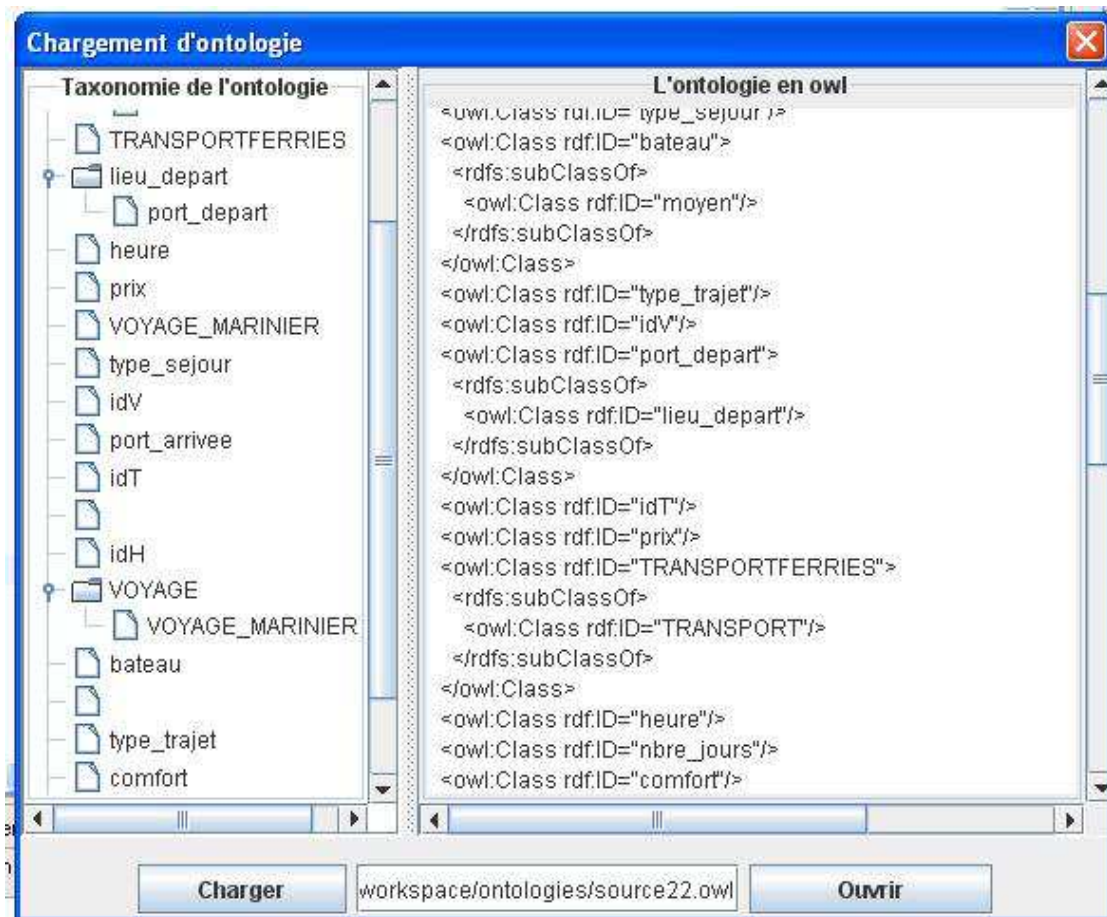 Chargement d'ontologie
Taxonomie de l'ontologie
TRANSPORTFERRIES
lieu_depart
port_depart
heure
prix
VOYAGE_MARINIER
type_sejour
idV
port_arrivee
idT
idH
VOYAGE
VOYAGE_MARINIER
bateau
type_trajet
comfort
L'ontologie en owl
<owl:Class rdf:ID="type_sejour"/>
<owl:Class rdf:ID="bateau">
<rdfs:subClassOf>
<owl:Class rdf:ID="moyen"/>
</rdfs:subClassOf>
</owl:Class>
<owl:Class rdf:ID="type_trajet"/>
<owl:Class rdf:ID="idV"/>
<owl:Class rdf:ID="port_depart">
<rdfs:subClassOf>
<owl:Class rdf:ID="lieu_depart"/>
</rdfs:subClassOf>
</owl:Class>
<owl:Class rdf:ID="idT"/>
<owl:Class rdf:ID="prix"/>
<owl:Class rdf:ID="TRANSPORTFERRIES">
<rdfs:subClassOf>
<owl:Class rdf:ID="TRANSPORT"/>
</rdfs:subClassOf>
</owl:Class>
<owl:Class rdf:ID="heure"/>
<owl:Class rdf:ID="nbre_jours"/>
<owl:Class rdf:ID="comfort"/>
Charger
workspace/ontologies/source22.owl
Ouvrir